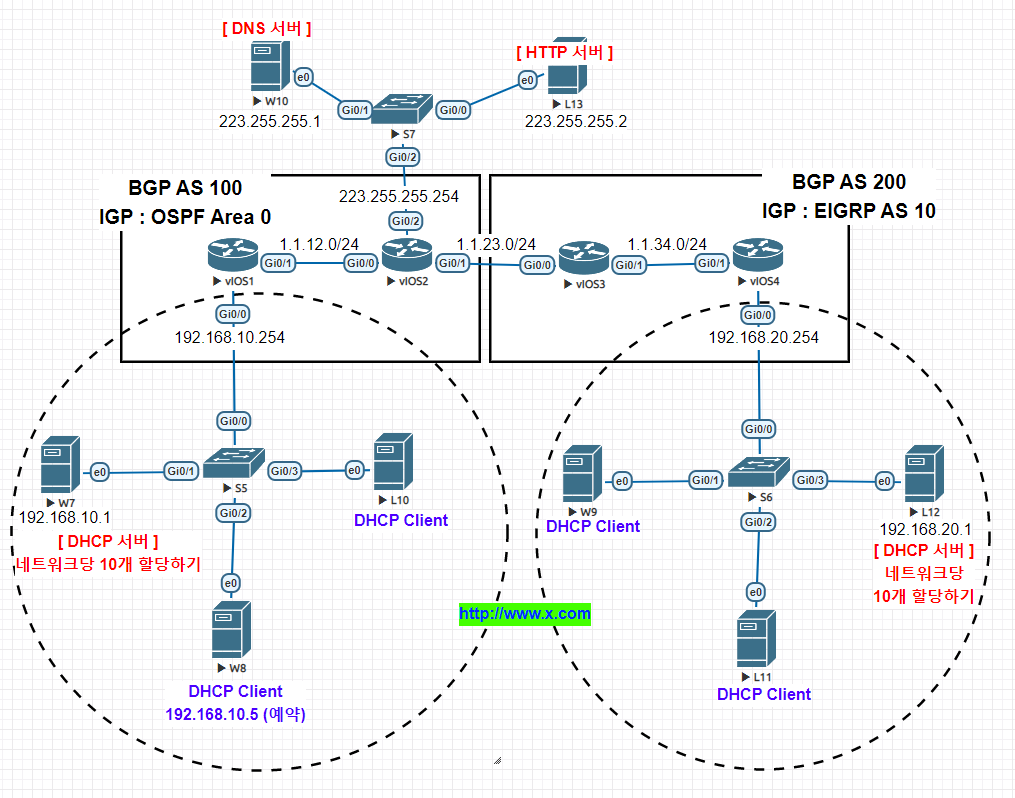 [ DNS 서버 ]
[ HTTP 서버 ]
e0
e0
W10
Gi0/1
Gi0/0
L13
223.255.255.1
S7
223.255.255.2
Gi0/2
BGP AS 100
IGP : OSPF Area 0
223.255.255.254
BGP AS 200
IGP : EIGRP AS 10
Gi0/2
1.1.12.0/24
1.1.23.0/24
1.1.34.0/24
Gi0/1
Gi0/0
Gi0/1
Gi0/0
Gi0/1
Gi0/1
vIOS1
vIOS2
vIOS3
vIOS4
Gi0/0
192.168.10.254
Gi0/0
192.168.20.254
Gi0/0
e0
Gi0/1
Gi0/3
e0
S5
W7
192.168.10.1
[ DHCP 서버 ]
네트워크당 10개 할당하기
L10
DHCP Client
Gi0/2
e0
W8
DHCP Client
192.168.10.5 (예약)
Gi0/0
e0
Gi0/1
Gi0/3
e0
S6
W9
DHCP Client
L12
192.168.20.1
[ DHCP 서버 ]
네트워크당
10개 할당하기
Gi0/2
e0
L11
DHCP Client
http://www.x.com